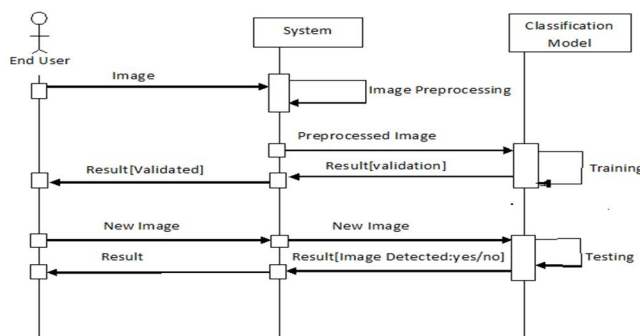 End User
System
Classification
Model
Image
Image Preprocessing
Preprocessed Image
Result[Validated]
Result[validation]
Training
New Image
New Image
Result
Result[Image Detected:yes/no]
Testing